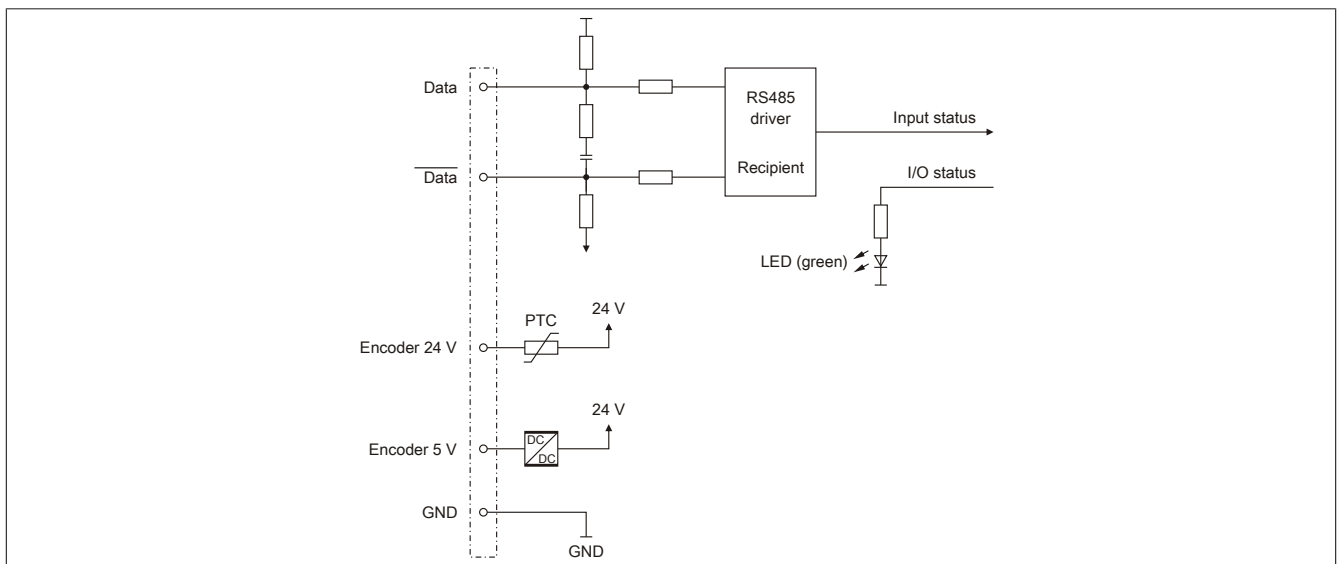 Data
RS485
driver
Input status
Data
Recipient
I/O status
LED (green)
24 V
PTC
Encoder 24 V
24 V
Encoder 5 V
DC
DC
GND
GND